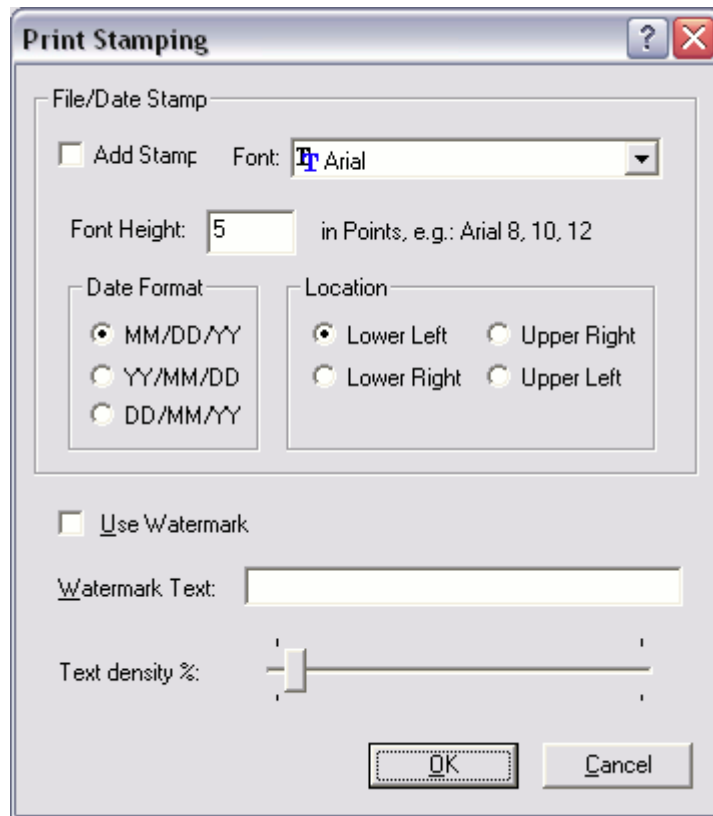 Print Stamping
File/Date Stamp
Add Stamp Font: Arial
Font Height: 5 in Points, e.g.: Arial 8, 10, 12
Date Format Location
MM/DD/YY Lower Left Upper Right
YY/MM/DD Lower Right Upper Left
DD/MM/YY
Use Watermark
Watermark Text:
Text density %:
OK Cancel